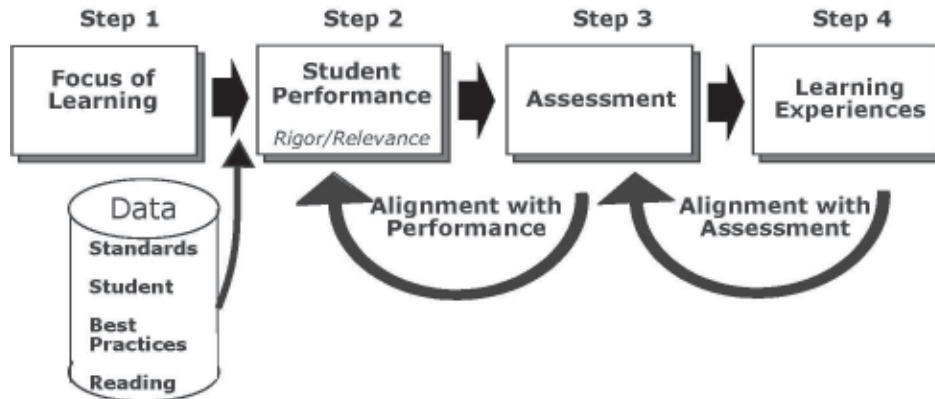 Step 1
Step 2
Step 3
Step 4
Focus of
Learning
Student
Performance
Rigor/Relevance
Assessment
Learning
Experiences
Data
Standards
Student
Best
Practices
Reading
Alignment with
Performance
Alignment with
Assessment